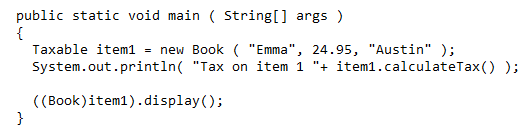 public static void main ( String[] args )
{
  Taxable item1 = new Book ( "Emma", 24.95, "Austin" );
  System.out.println( "Tax on item 1 "+ item1.calculateTax() );

  ((Book)item1).display();
}